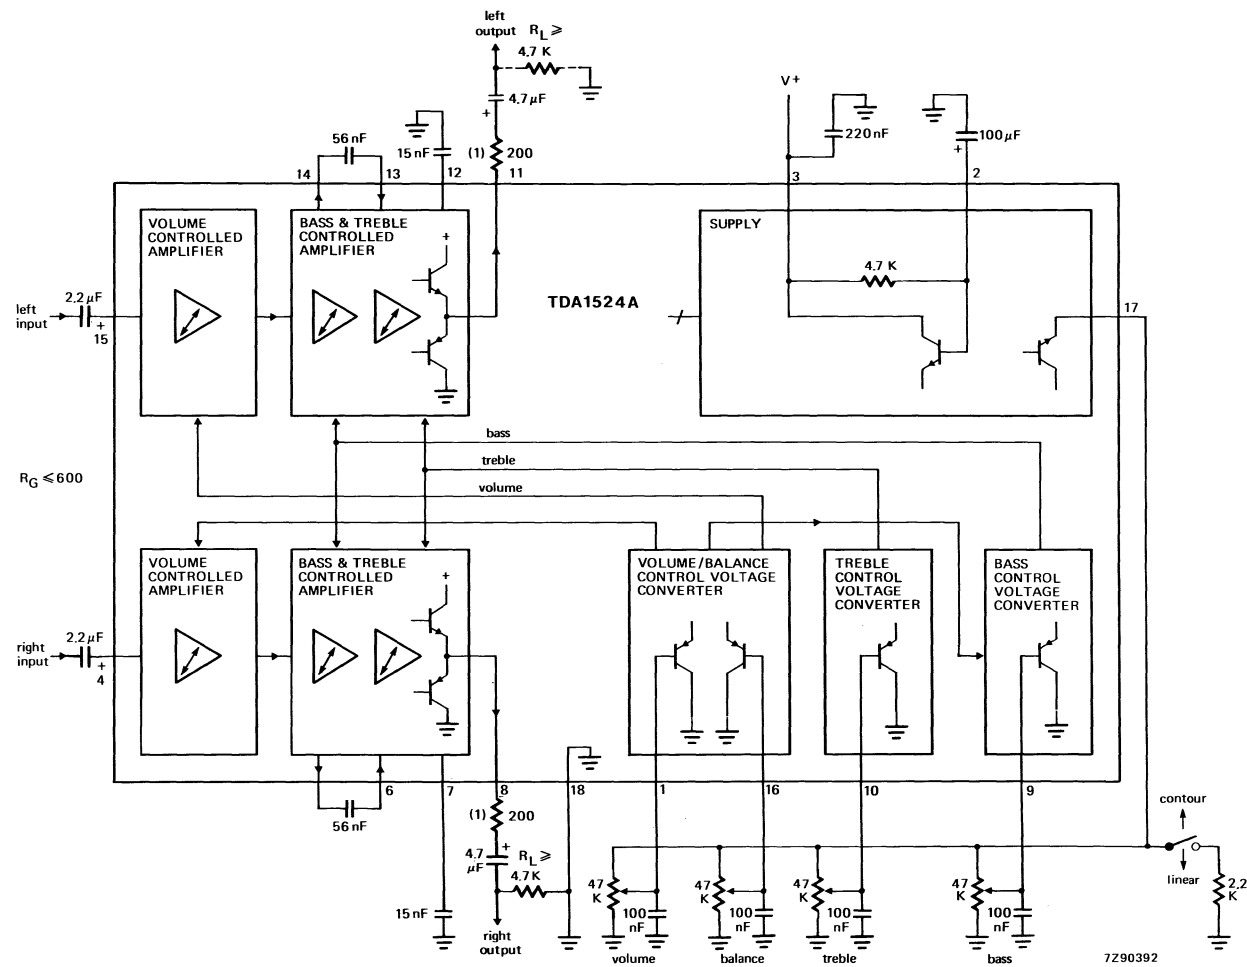 left
output
R_L ≥
4.7 K
4.7 μF
+
(1) 200
11
56 nF
14 13
15 nF
12
V+
220 nF
100 μF
+
3
2
VOLUME
CONTROLLED
AMPLIFIER
BASS & TREBLE
CONTROLLED
AMPLIFIER
+
SUPPLY
4.7 K
TDA1524A
17
2.2 μF
left
input
+
15
bass
treble
volume
R_G ≤ 600
VOLUME
CONTROLLED
AMPLIFIER
BASS & TREBLE
CONTROLLED
AMPLIFIER
+
VOLUME/BALANCE
CONTROL VOLTAGE
CONVERTER
TREBLE
CONTROL
VOLTAGE
CONVERTER
BASS
CONTROL
VOLTAGE
CONVERTER
2.2 μF
right
input
+
4
6 7 8 18 1 16 10 9
56 nF
(1) 200
4.7
μF
+
R_L ≥
4.7 K
15 nF
right
output
47
K
100
nF
volume
47
K
100
nF
balance
47
K
100
nF
treble
47
K
100
nF
bass
contour
linear
2.2
K
7Z90392